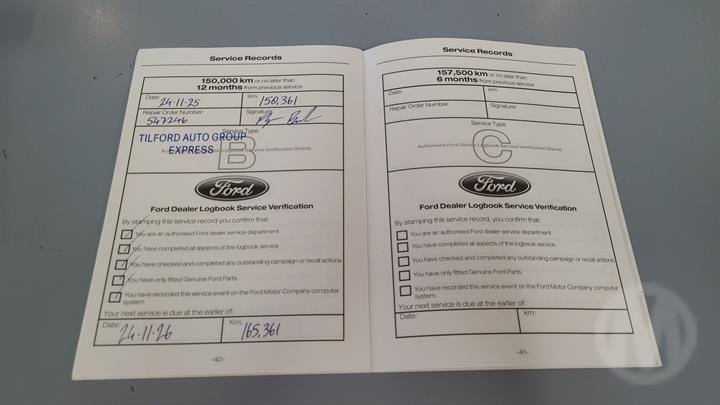 Service Records
150,000 km or no later than
12 months from previous service
Date: 24·11·25
Km: 150,361
Repair Order Number: 547246
Signature:
Service Type
TILFORD AUTO GROUP
EXPRESS
B
Authorised Ford Dealer Logbook Service Verification Stamp
Ford
Ford Dealer Logbook Service Verification
By stamping this service record you confirm that:
You are an authorised Ford dealer service department
You have completed all aspects of the logbook service
You have checked and completed any outstanding campaign or recall actions
You have only fitted Genuine Ford Parts
You have recorded this service event on the Ford Motor Company computer
system.
Your next service is due at the earlier of:
Date: 24·11·26
Km: 165,361
-40-
Service Records
157,500 km or no later than
6 months from previous service
Date:
km:
Repair Order Number:
Signature:
Service Type
C
Authorised Ford Dealer Logbook Service Verification Stamp
Ford
Ford Dealer Logbook Service Verification
By stamping this service record, you confirm that:
You are an authorised Ford dealer service department
You have completed all aspects of the logbook service.
You have checked and completed any outstanding campaign or recall actions
You have only fitted Genuine Ford Parts.
You have recorded this service event on the Ford Motor Company computer
system.
Your next service is due at the earlier of:
Date:
km:
-41-
M